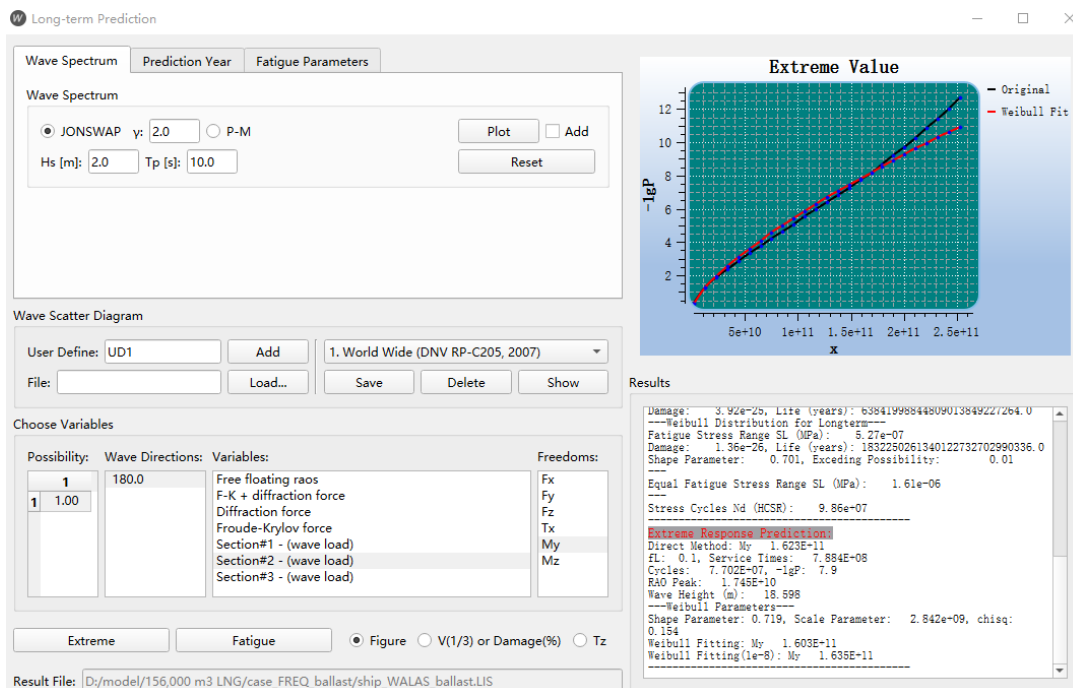 W Long-term Prediction
Wave Spectrum Prediction Year Fatigue Parameters
Wave Spectrum
JONSWAP γ: 2.0 P-M Plot Add
Hs [m]: 2.0 Tp [s]: 10.0 Reset
Wave Scatter Diagram
User Define: UD1 Add 1. World Wide (DNV RP-C205, 2007)
File: Load... Save Delete Show
Choose Variables
Possibility: Wave Directions: Variables: Freedoms:
1 180.0 Free floating raos Fx
1 1.00 F-K + diffraction force Fy
Diffraction force Fz
Froude-Krylov force Tx
Section#1 - (wave load) My
Section#2 - (wave load) Mz
Section#3 - (wave load)
Extreme Fatigue Figure V(1/3) or Damage(%) Tz
Result File: D:/model/156,000 m3 LNG/case_FREQ_ballast/ship_WALAS_ballast.LIS
Extreme Value
Original
Weibull Fit
-lgP
12
10
8
6
4
2
5e+10 1e+11 1.5e+11 2e+11 2.5e+11
x
Results
Damage: 3.92e-25, Life (years): 63841998844809013849227264.0
---Weibull Distribution for Longterm---
Fatigue Stress Range SL (MPa): 5.27e-07
Damage: 1.36e-26, Life (years): 1832250261340122732702990336.0
Shape Parameter: 0.701, Exceding Possibility: 0.01
---
Equal Fatigue Stress Range SL (MPa): 1.61e-06
---
Stress Cycles Nd (HCSR): 9.86e+07
--------------------------------------------
Extreme Response Prediction:
Direct Method: My 1.623E+11
fL: 0.1, Service Times: 7.884E+08
Cycles: 7.702E+07, -lgP: 7.9
RAO Peak: 1.745E+10
Wave Height (m): 18.598
---Weibull Parameters---
Shape Parameter: 0.719, Scale Parameter: 2.842e+09, chisq:
0.154
Weibull Fitting: My 1.603E+11
Weibull Fitting(1e-8): My 1.635E+11
--------------------------------------------